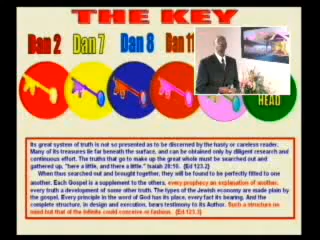 THE KEY
Dan 2 Dan 7 Dan 8 Dan 11
HEAD
Its great system of truth is not so presented as to be discerned by the hasty or careless reader.
Many of its treasures lie far beneath the surface, and can be obtained only by diligent research and
continuous effort. The truths that go to make up the great whole must be searched out and
gathered up, "here a little, and there a little." Isaiah 28:10. {Ed 123.2}
When thus searched out and brought together, they will be found to be perfectly fitted to one
another. Each Gospel is a supplement to the others, every prophecy an explanation of another,
every truth a development of some other truth. The types of the Jewish economy are made plain by
the gospel. Every principle in the word of God has its place, every fact its bearing. And the
complete structure, in design and execution, bears testimony to its Author. Such a structure no
mind but that of the Infinite could conceive or fashion. {Ed 123.3}